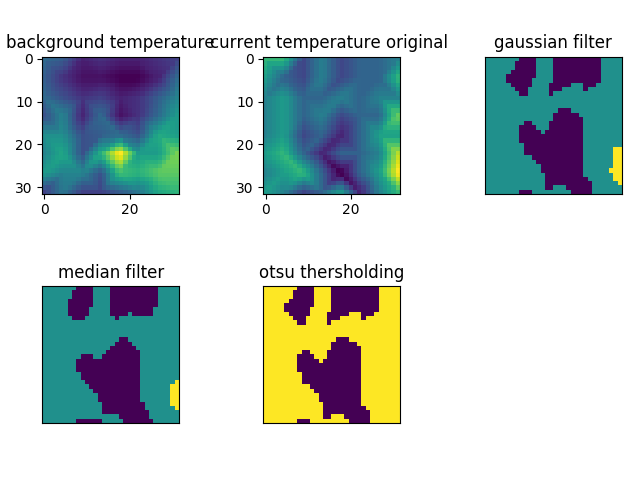 background temperature
current temperature original
gaussian filter
0
10
20
30
0
20
0
10
20
30
0
20
median filter
otsu thersholding